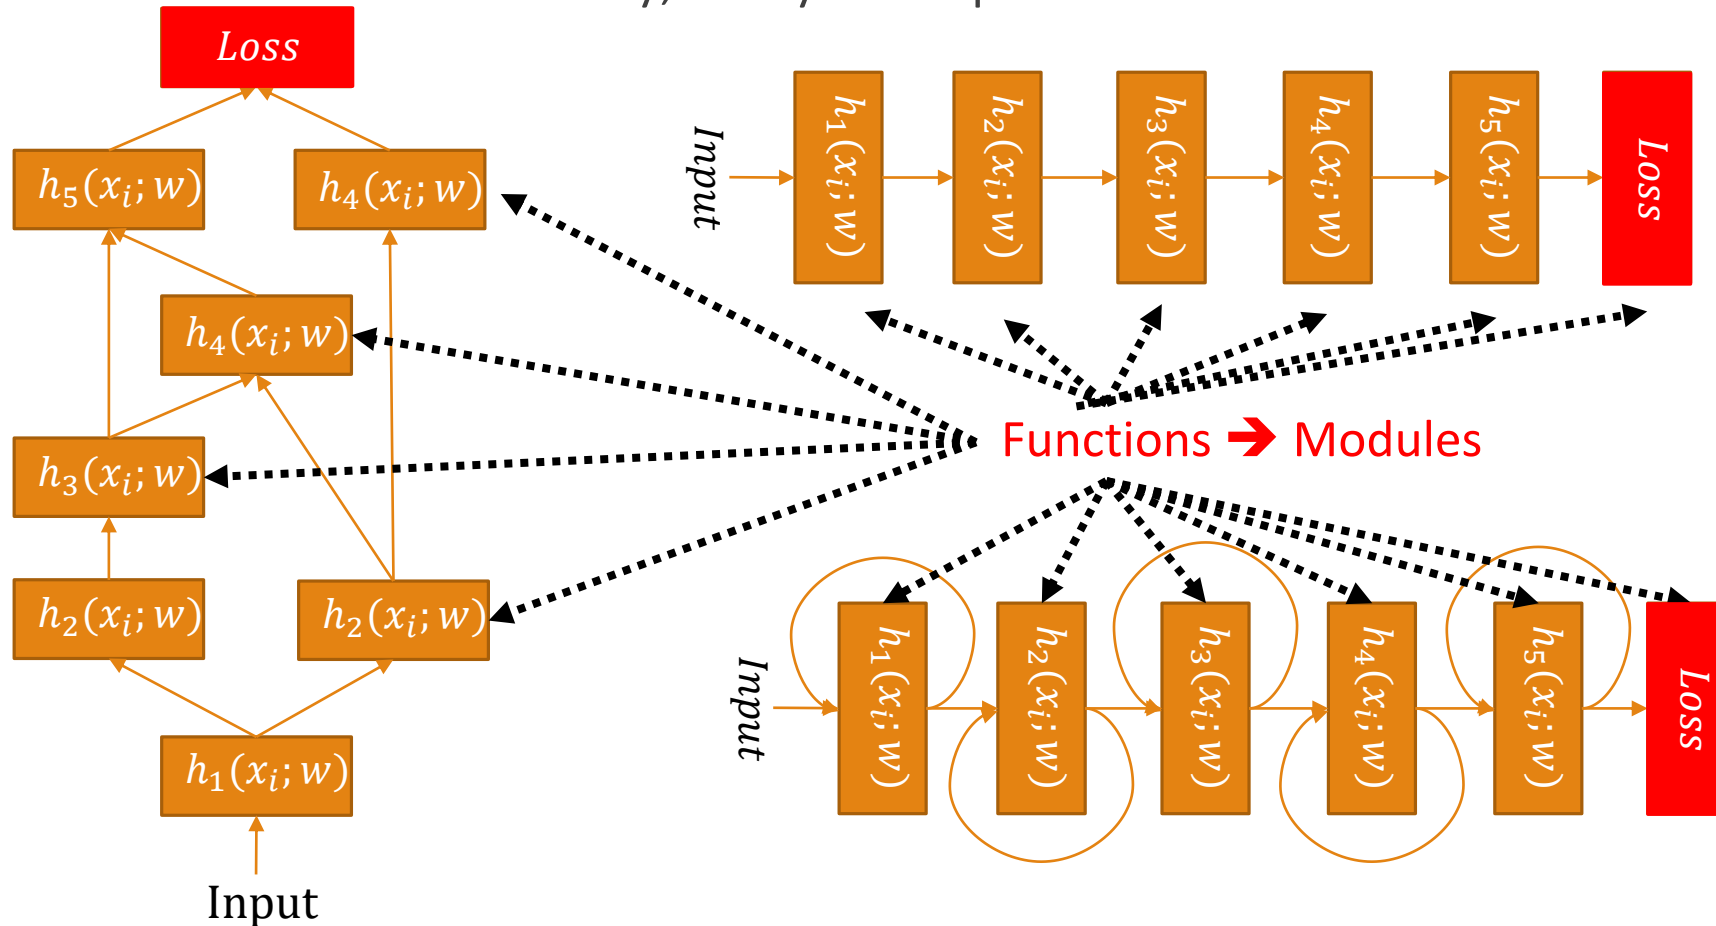 Loss
h₅(xᵢ; w)
h₄(xᵢ; w)
h₄(xᵢ; w)
h₃(xᵢ; w)
h₂(xᵢ; w)
h₂(xᵢ; w)
h₁(xᵢ; w)
Input
Input
h₁(xᵢ; w)
h₂(xᵢ; w)
h₃(xᵢ; w)
h₄(xᵢ; w)
h₅(xᵢ; w)
Loss
Functions ➔ Modules
Input
h₁(xᵢ; w)
h₂(xᵢ; w)
h₃(xᵢ; w)
h₄(xᵢ; w)
h₅(xᵢ; w)
Loss